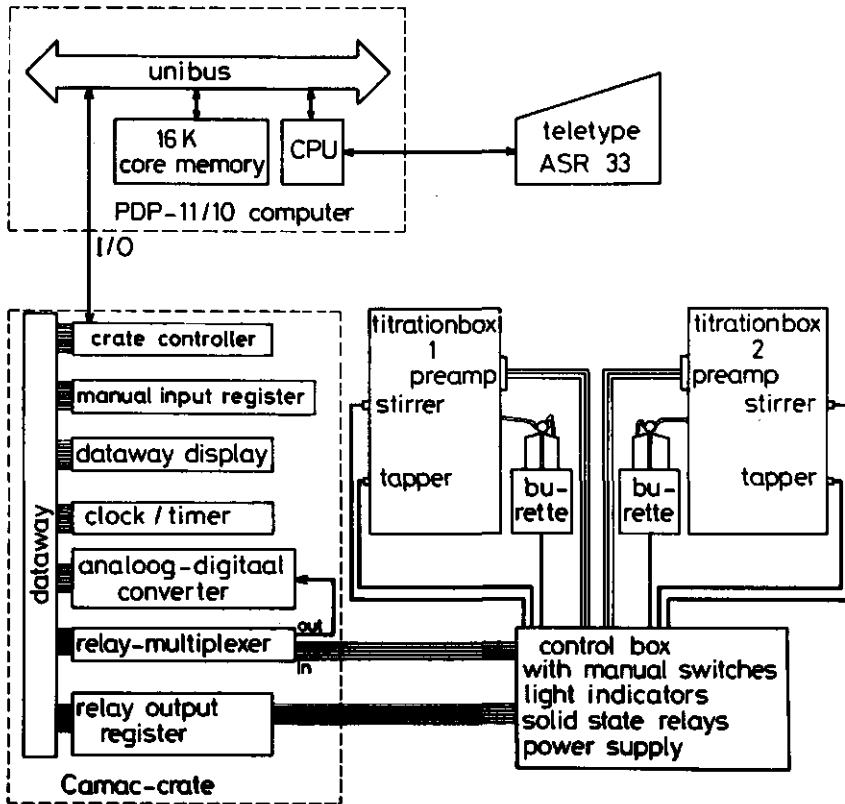 unibus
16 K
core memory
CPU
PDP-11/10 computer
teletype
ASR 33
I/O
dataway
crate controller
manual input register
dataway display
clock / timer
analoog-digitaal
converter
relay-multiplexer
out
in
relay output
register
Camac-crate
titrationbox
1
preamp
stirrer
tapper
bu-
rette
titrationbox
2
preamp
stirrer
tapper
bu-
rette
control box
with manual switches
light indicators
solid state relays
power supply